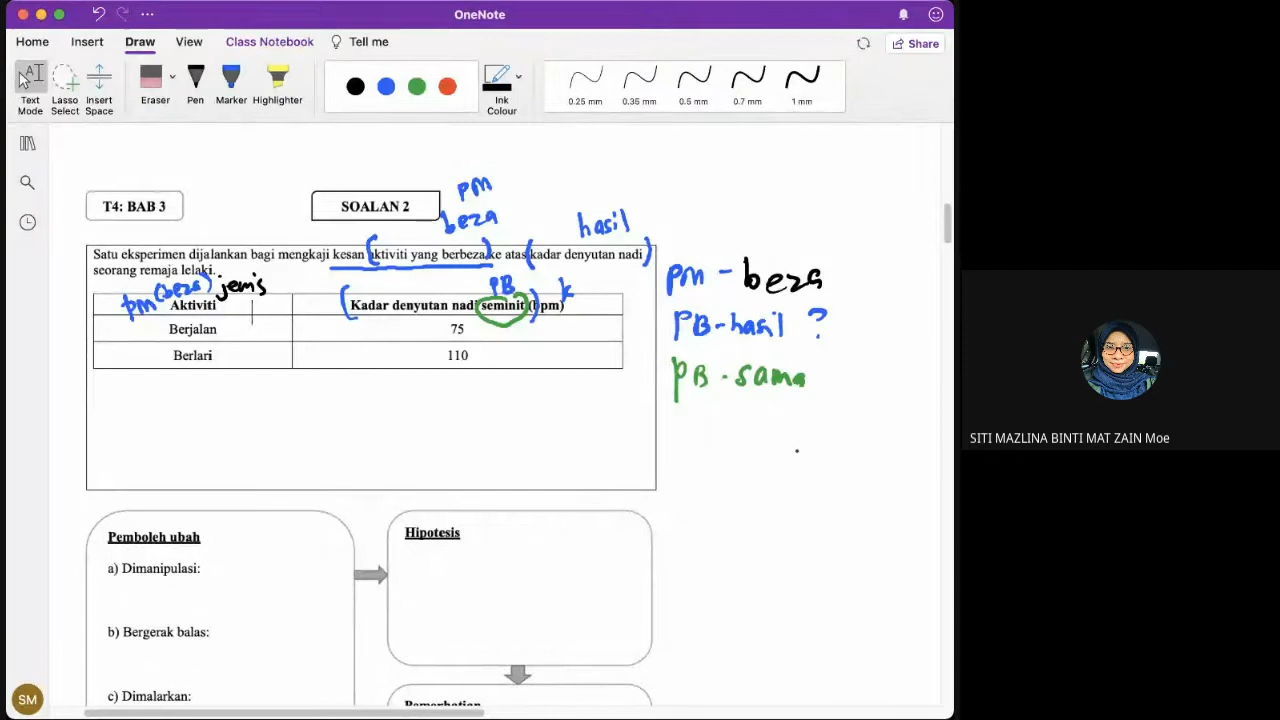 OneNote
Home Insert Draw View Class Notebook Tell me Share
Text Mode Lasso Select Insert Space Eraser Pen Marker Highlighter Ink Colour 0.25 mm 0.35 mm 0.5 mm 0.7 mm 1 mm
pm
T4: BAB 3 SOALAN 2
beza hasil
Satu eksperimen dijalankan bagi mengkaji kesan aktiviti yang berbeza ke atas kadar denyutan nadi
seorang remaja lelaki.
pm - beza
pm (beza) jenis PB k
Aktiviti Kadar denyutan nadi seminit (bpm)
PB - hasil ?
Berjalan 75
Berlari 110
PB - sama
SITI MAZLINA BINTI MAT ZAIN Moe
Pemboleh ubah
Hipotesis
a) Dimanipulasi:
b) Bergerak balas:
c) Dimalarkan:
Pemerhatian
SM